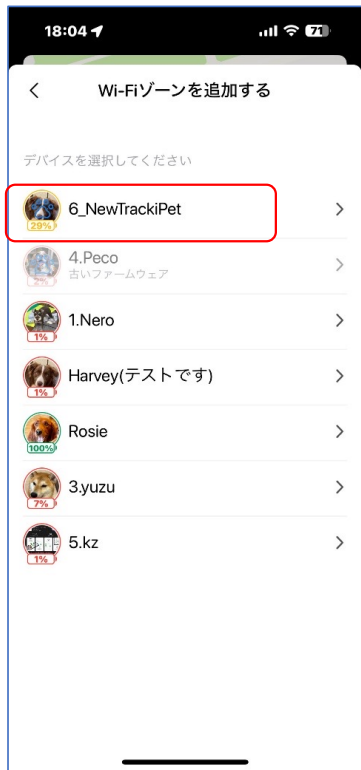 18:04
71
Wi-Fiゾーンを追加する
デバイスを選択してください
6_NewTrackiPet
29%
4.Peco
古いファームウェア
1.Nero
1%
Harvey(テストです)
1%
Rosie
100%
3.yuzu
7%
5.kz
1%